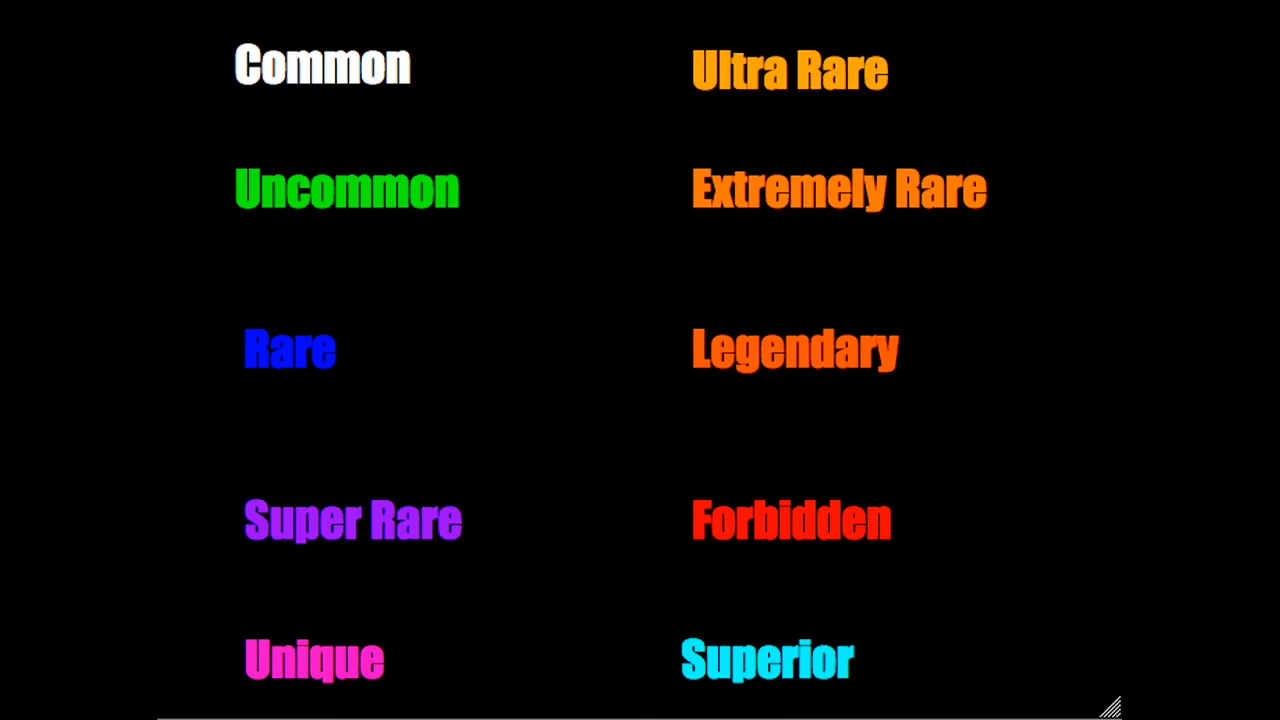 Common
Uncommon
Rare
Super Rare
Unique
Ultra Rare
Extremely Rare
Legendary
Forbidden
Superior